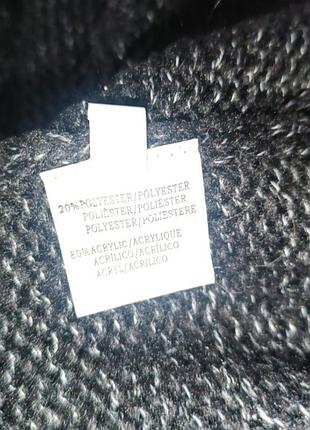 20%POLYESTER/POLYESTER
POLIÉSTER/POLIÉSTER
POLYESTER/POLIESTERE
80%ACRYLIC/ACRYLIQUE
ACRÍLICO/ACRÍLICO
ACRYL/ACRILICO